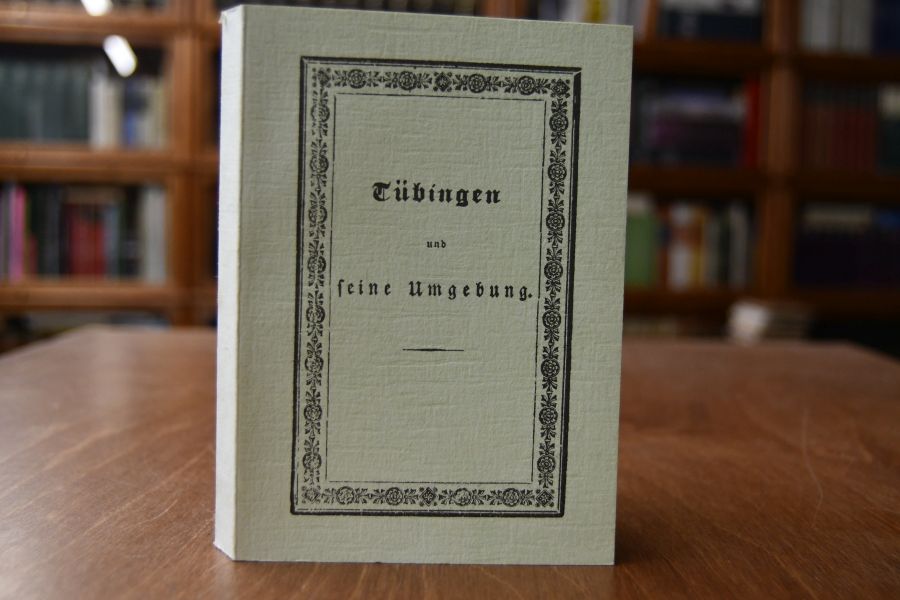 Tübingen
und
ſeine Umgebung.